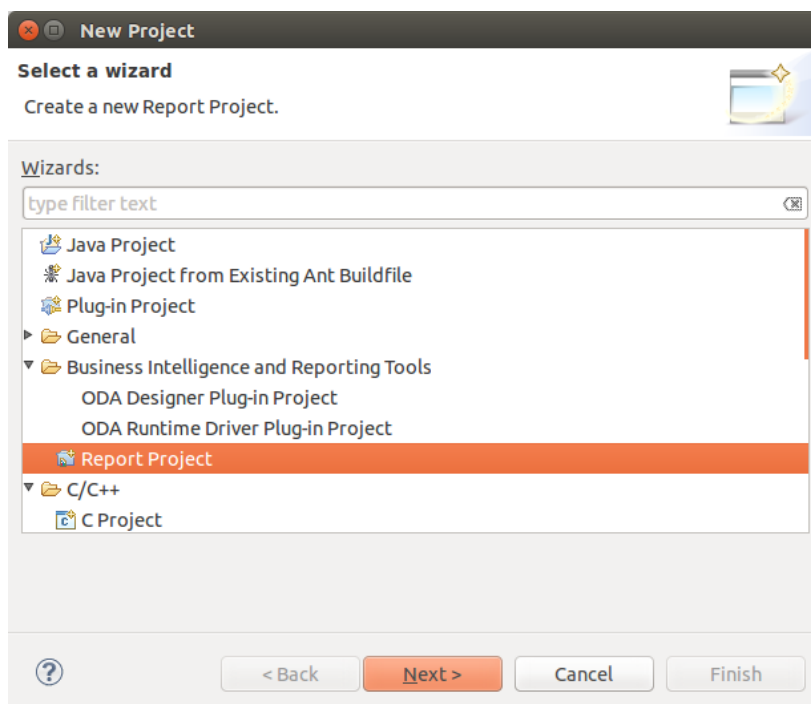 New Project
Select a wizard
Create a new Report Project.
Wizards:
type filter text
Java Project
Java Project from Existing Ant Buildfile
Plug-in Project
General
Business Intelligence and Reporting Tools
ODA Designer Plug-in Project
ODA Runtime Driver Plug-in Project
Report Project
C/C++
C Project
? < Back Next > Cancel Finish